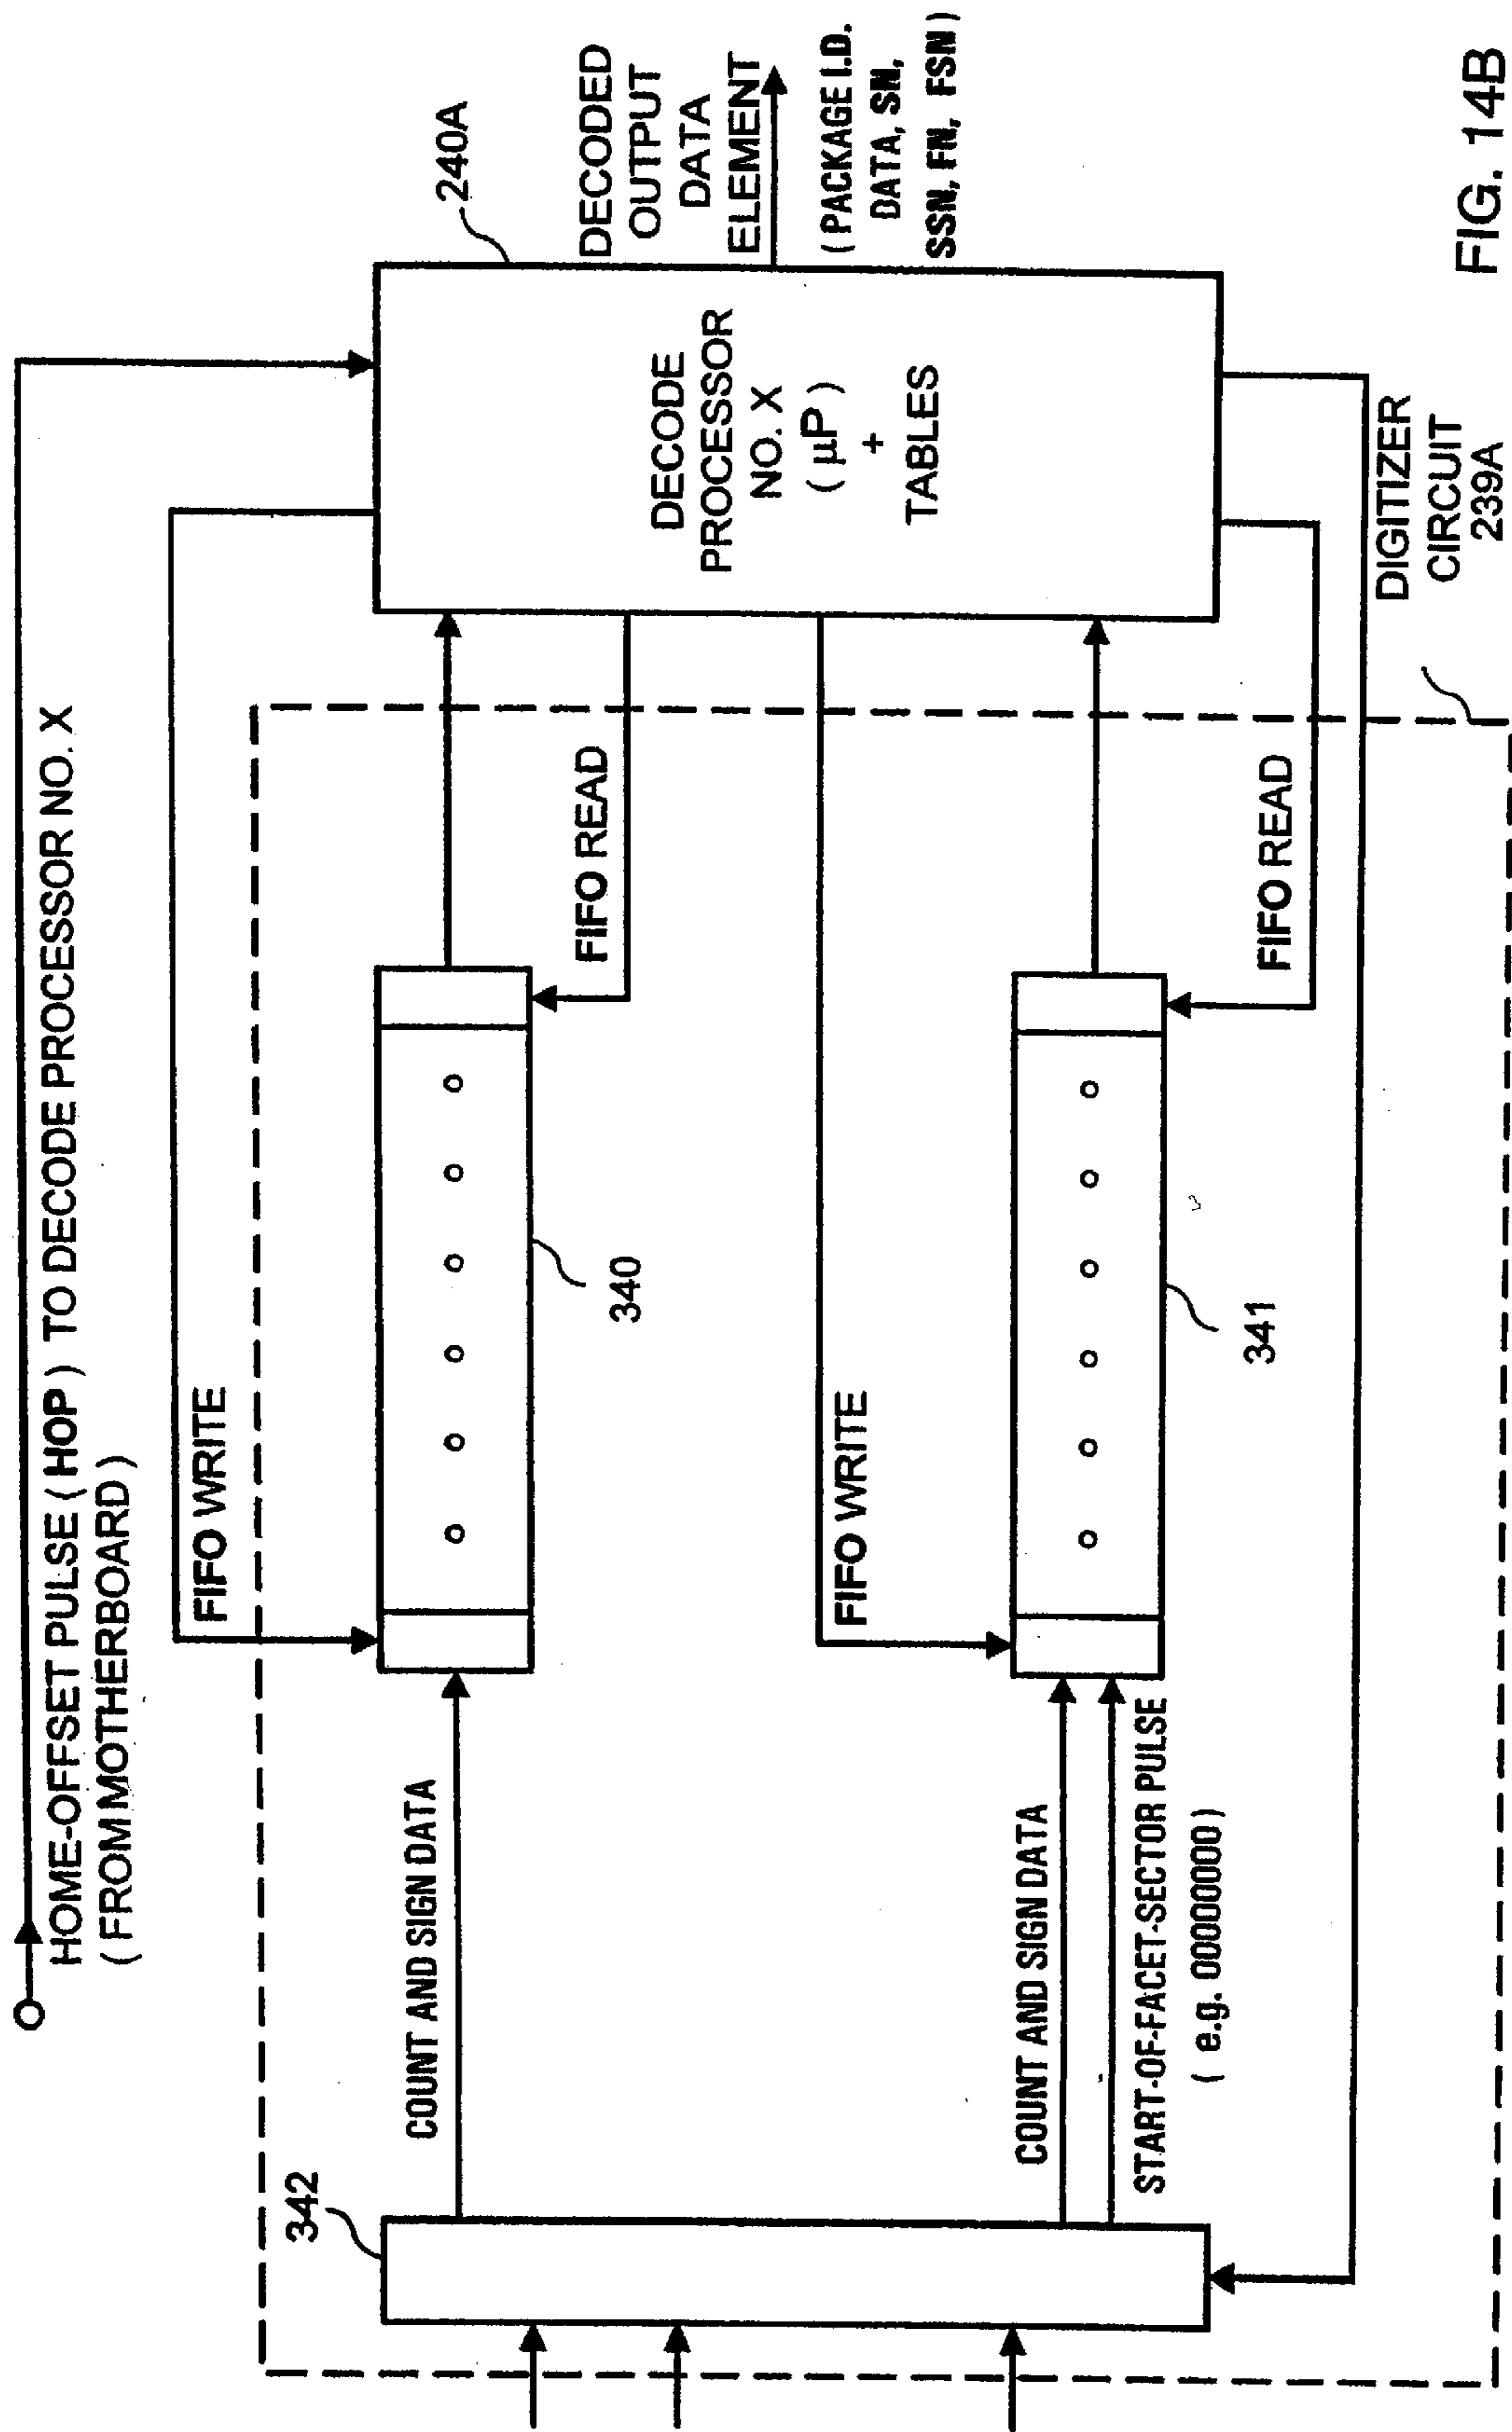 HOME-OFFSET PULSE ( HOP ) TO DECODE PROCESSOR NO. X
( FROM MOTHERBOARD )
FIFO WRITE
240A
DECODED
OUTPUT
DATA
ELEMENT
( PACKAGE I.D.
DATA, SN,
SSN, FN, FSN )
DECODE
PROCESSOR
NO. X
( µP )
+
TABLES
342
COUNT AND SIGN DATA
340
FIFO READ
FIFO WRITE
COUNT AND SIGN DATA
START-OF-FACET-SECTOR PULSE
( e.g. 00000000 )
341
FIFO READ
DIGITIZER
CIRCUIT
239A
FIG. 14B